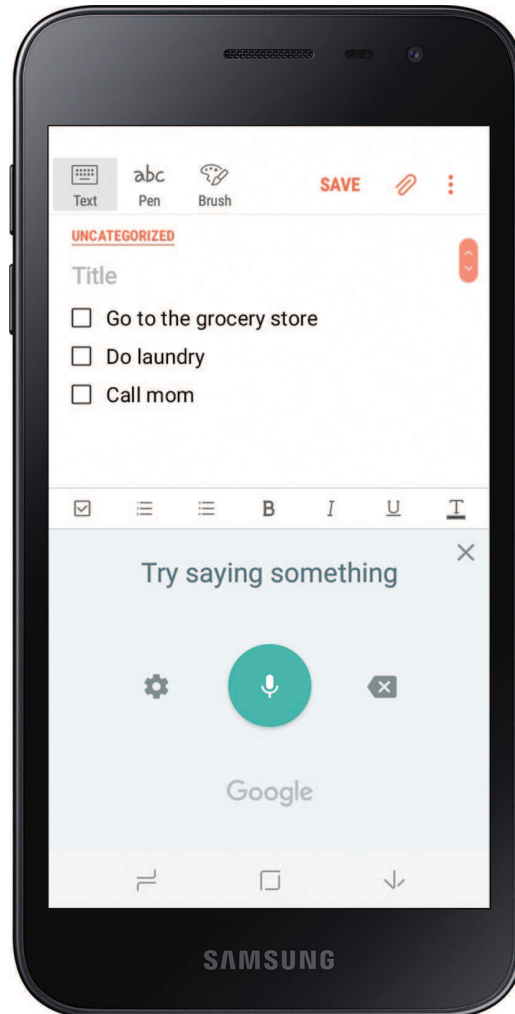 abc
Text Pen Brush SAVE
UNCATEGORIZED
Title
Go to the grocery store
Do laundry
Call mom
B I U T
Try saying something
Google
SAMSUNG